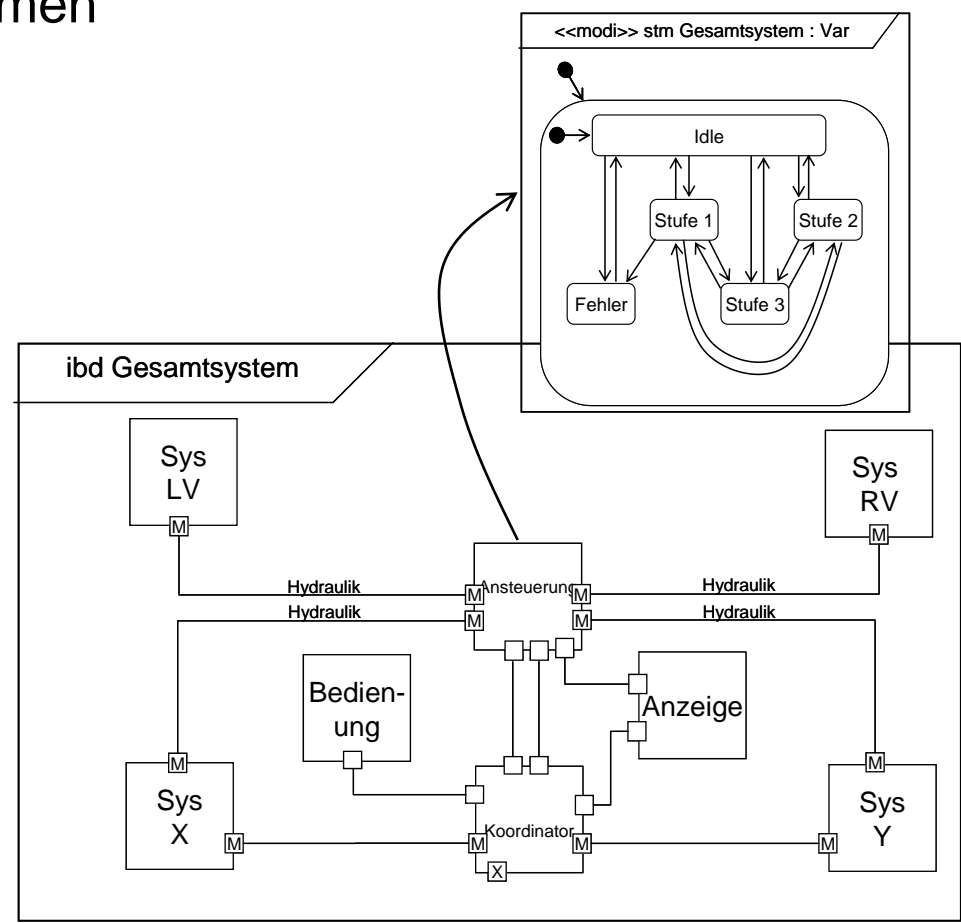 men
<<modi>> stm Gesamtsystem : Var
Idle
Stufe 1
Stufe 2
Fehler
Stufe 3
ibd Gesamtsystem
Sys
LV
M
Sys
RV
M
Ansteuerung
Hydraulik
M
M
Hydraulik
Hydraulik
M
M
Hydraulik
Bedien-
ung
Anzeige
M
Sys
X
M
M
Koordinator
M
X
M
Sys
Y
M